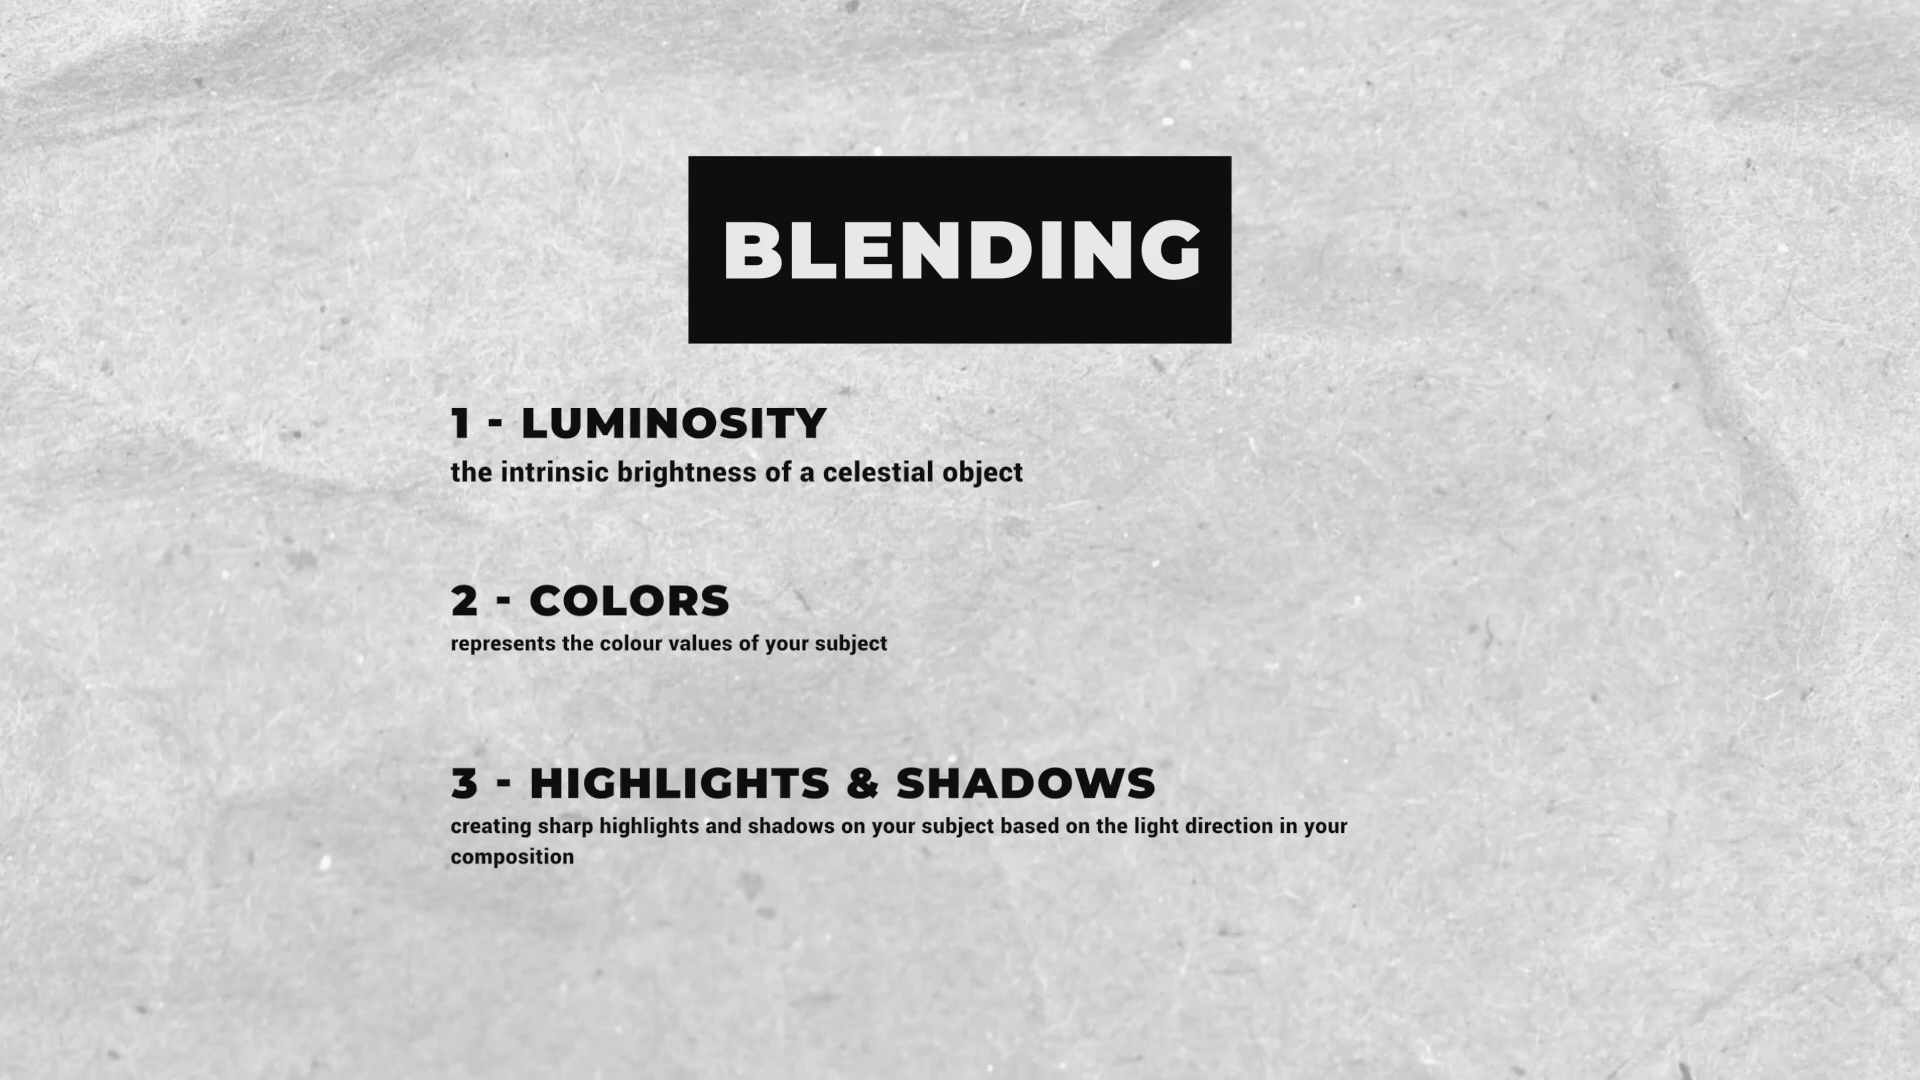 BLENDING
1 - LUMINOSITY
the intrinsic brightness of a celestial object
2 - COLORS
represents the colour values of your subject
3 - HIGHLIGHTS & SHADOWS
creating sharp highlights and shadows on your subject based on the light direction in your
composition